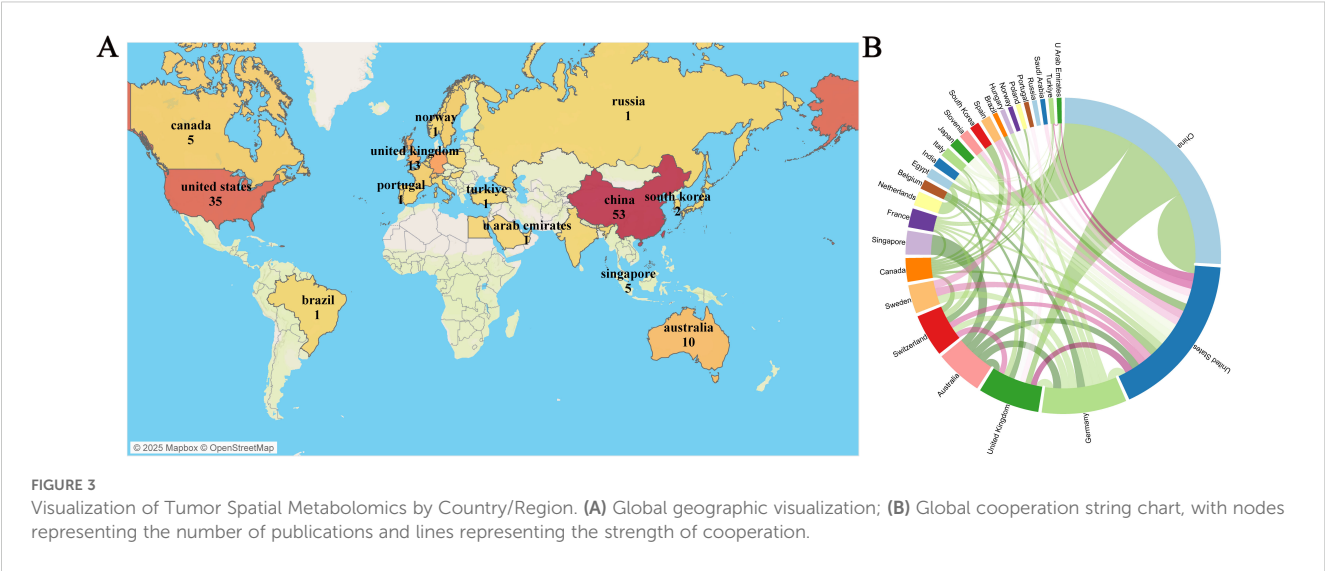 A
B
canada
5
united states
35
brazil
1
norway
1
united kingdom
13
portugal
1
turkiye
1
u arab emirates
1
russia
1
china
53
south korea
2
singapore
5
australia
10
© 2025 Mapbox © OpenStreetMap
China
United States
Germany
United Kingdom
Australia
Switzerland
Sweden
Canada
Singapore
France
Netherlands
Belgium
Egypt
India
Italy
Japan
Slovenia
South Korea
Spain
Brazil
Hungary
Norway
Poland
Portugal
Russia
Saudi Arabia
Turkiye
U Arab Emirates
FIGURE 3
Visualization of Tumor Spatial Metabolomics by Country/Region. (A) Global geographic visualization; (B) Global cooperation string chart, with nodes
representing the number of publications and lines representing the strength of cooperation.